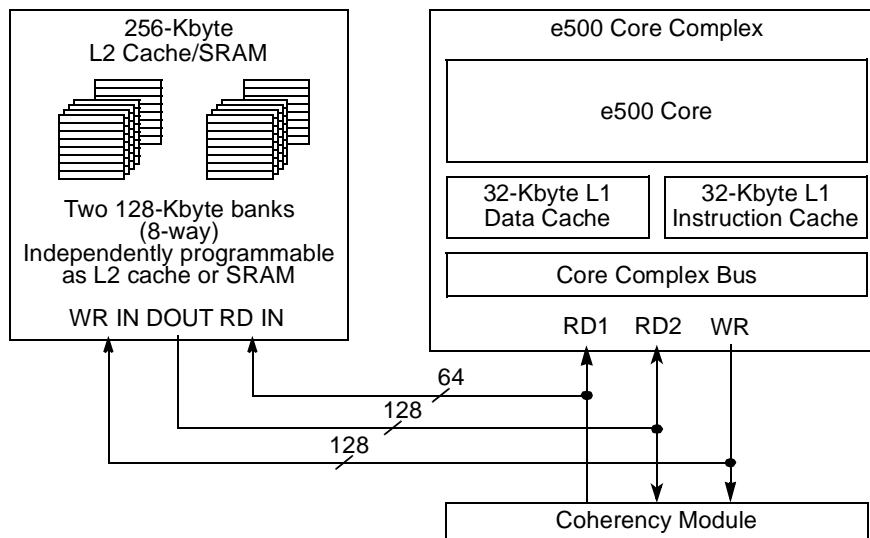 256-Kbyte
L2 Cache/SRAM
Two 128-Kbyte banks
(8-way)
Independently programmable
as L2 cache or SRAM
WR IN DOUT RD IN
e500 Core Complex
e500 Core
32-Kbyte L1
Data Cache
32-Kbyte L1
Instruction Cache
Core Complex Bus
RD1 RD2 WR
64
128
128
Coherency Module